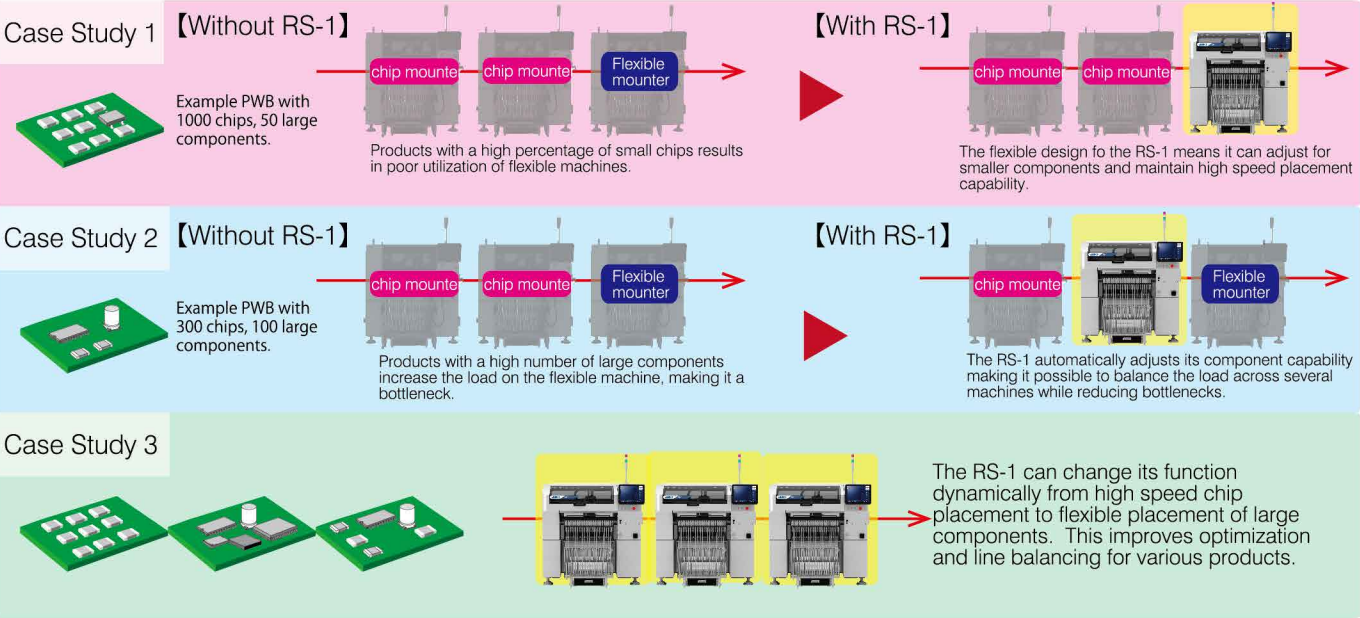 Case Study 1
【Without RS-1】
Example PWB with
1000 chips, 50 large
components.
chip mounte
chip mounte
Flexible
mounter
Products with a high percentage of small chips results
in poor utilization of flexible machines.
【With RS-1】
chip mounte
chip mounte
The flexible design fo the RS-1 means it can adjust for
smaller components and maintain high speed placement
capability.
Case Study 2
【Without RS-1】
Example PWB with
300 chips, 100 large
components.
chip mounte
chip mounte
Flexible
mounter
Products with a high number of large components
increase the load on the flexible machine, making it a
bottleneck.
【With RS-1】
chip mounte
Flexible
mounter
The RS-1 automatically adjusts its component capability
making it possible to balance the load across several
machines while reducing bottlenecks.
Case Study 3
The RS-1 can change its function
dynamically from high speed chip
placement to flexible placement of large
components. This improves optimization
and line balancing for various products.